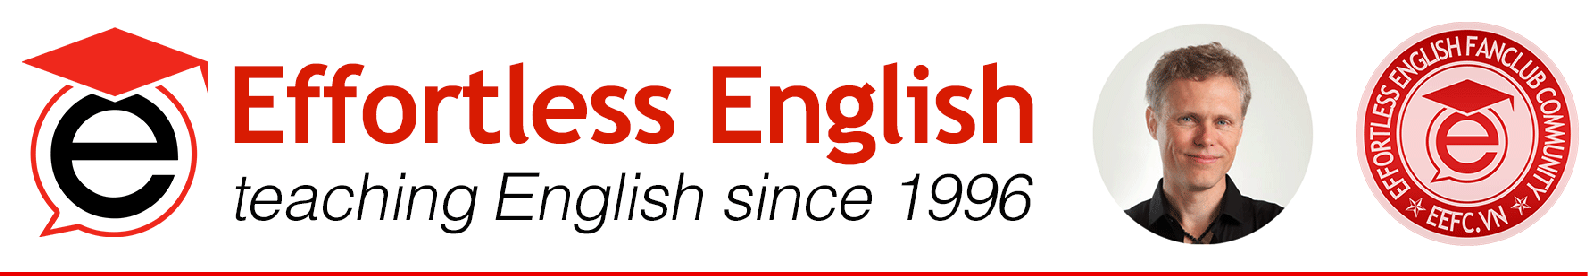 e
Effortless English
teaching English since 1996
EFFORTLESS ENGLISH FANCLUB COMMUNITY
e
EEFC.VN